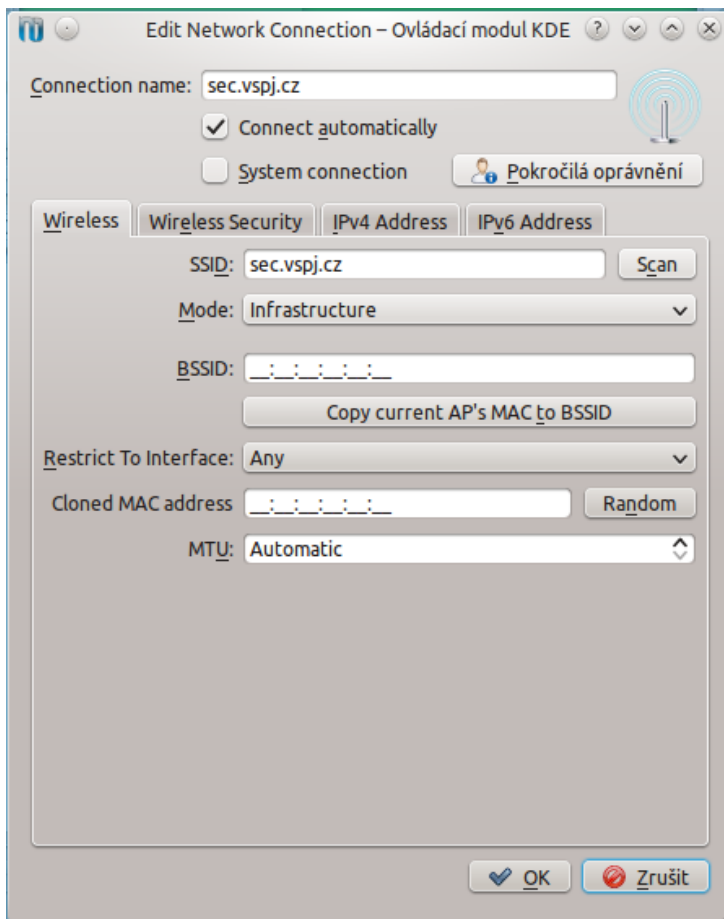 Edit Network Connection – Ovládací modul KDE
Connection name: sec.vspj.cz
Connect automatically
System connection Pokročilá oprávnění
Wireless Wireless Security IPv4 Address IPv6 Address
SSID: sec.vspj.cz Scan
Mode: Infrastructure
BSSID: __:__:__:__:__:__
Copy current AP's MAC to BSSID
Restrict To Interface: Any
Cloned MAC address __:__:__:__:__:__ Random
MTU: Automatic
OK Zrušit